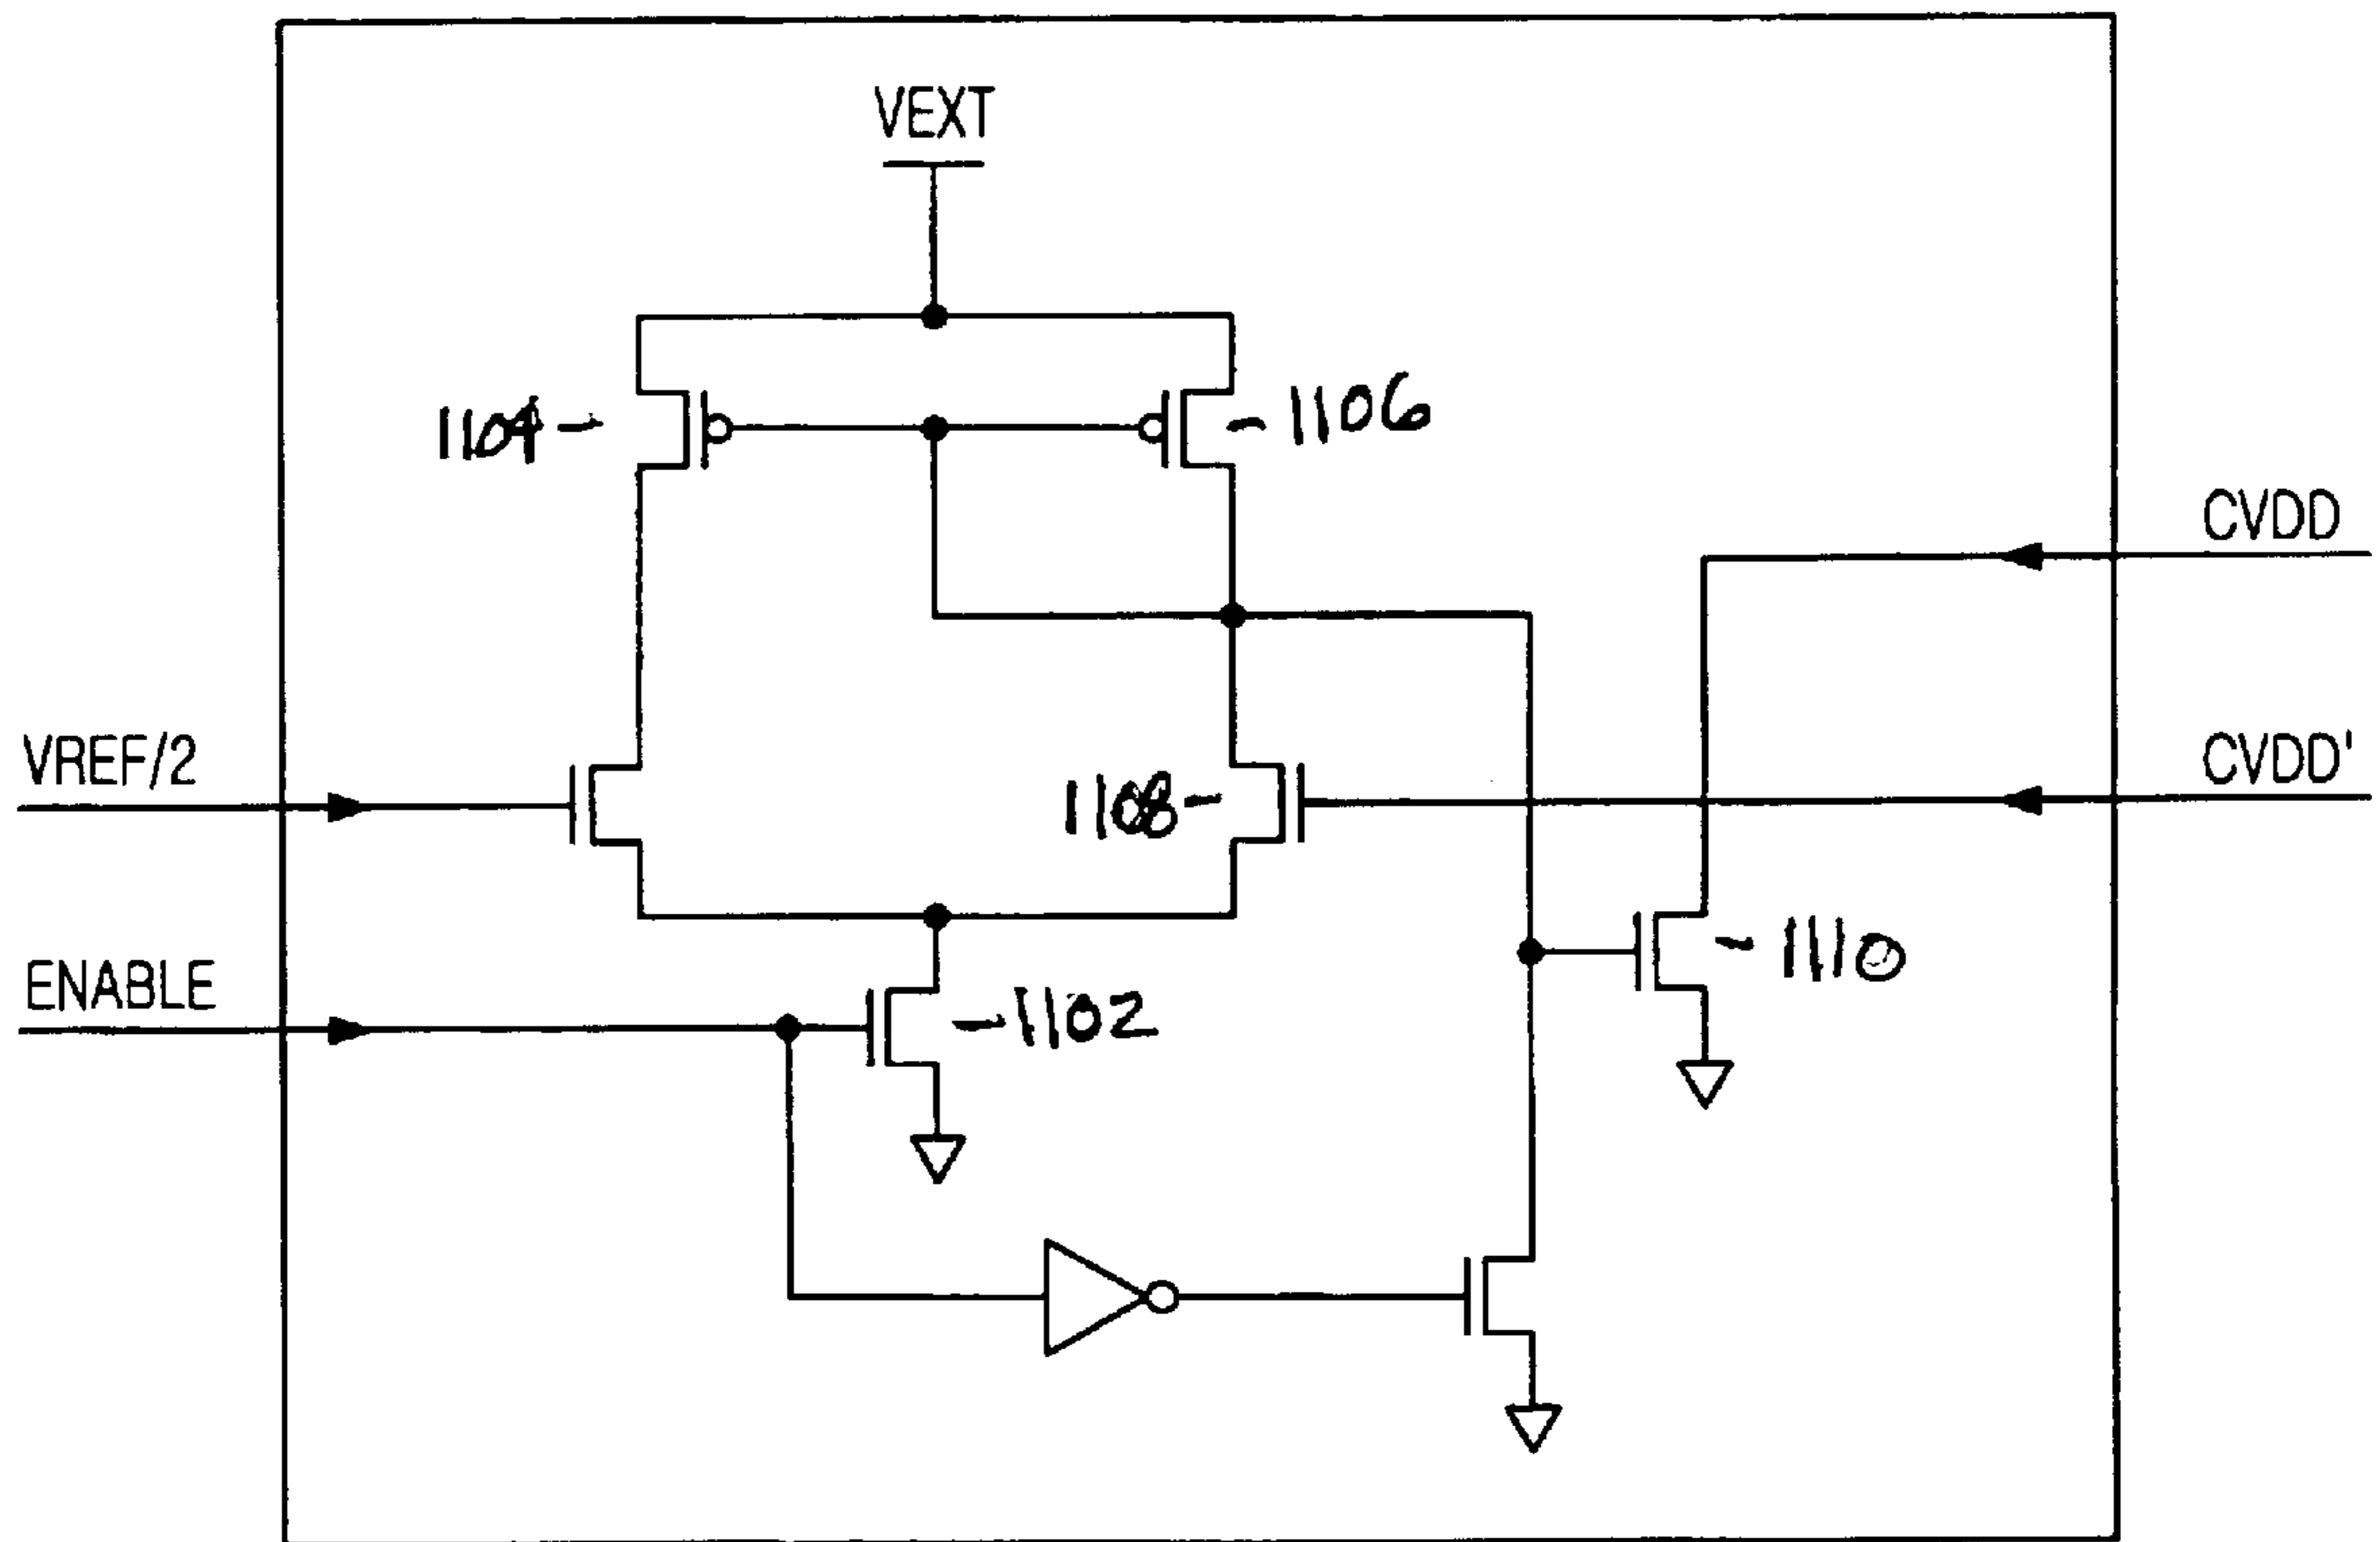 VEXT
1104
1106
CVDD
VREF/2
1108
CVDD'
ENABLE
1102
1110